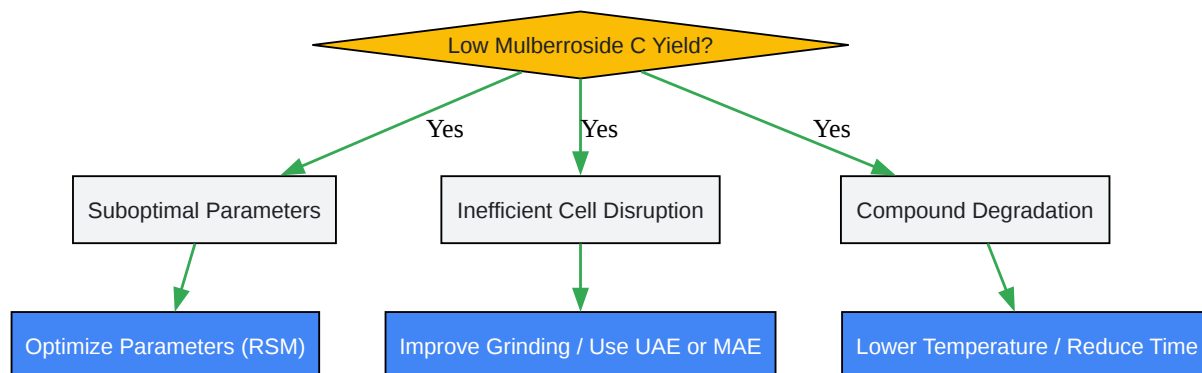 Low Mulberroside C Yield?
Yes
Yes
Yes
Suboptimal Parameters
Inefficient Cell Disruption
Compound Degradation
Optimize Parameters (RSM)
Improve Grinding / Use UAE or MAE
Lower Temperature / Reduce Time